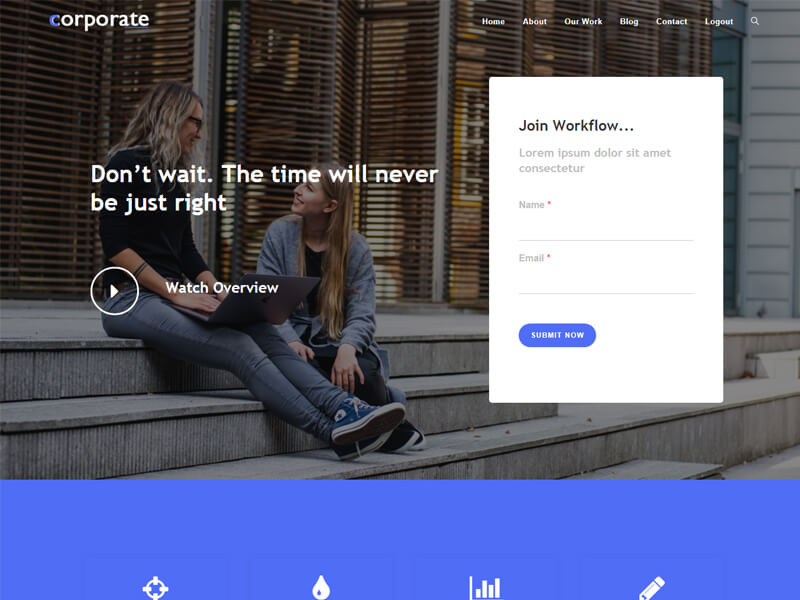 corporate
Home About Our Work Blog Contact Logout
Join Workflow...
Lorem ipsum dolor sit amet
consectetur
Name *
Email *
SUBMIT NOW
Don't wait. The time will never
be just right
Watch Overview